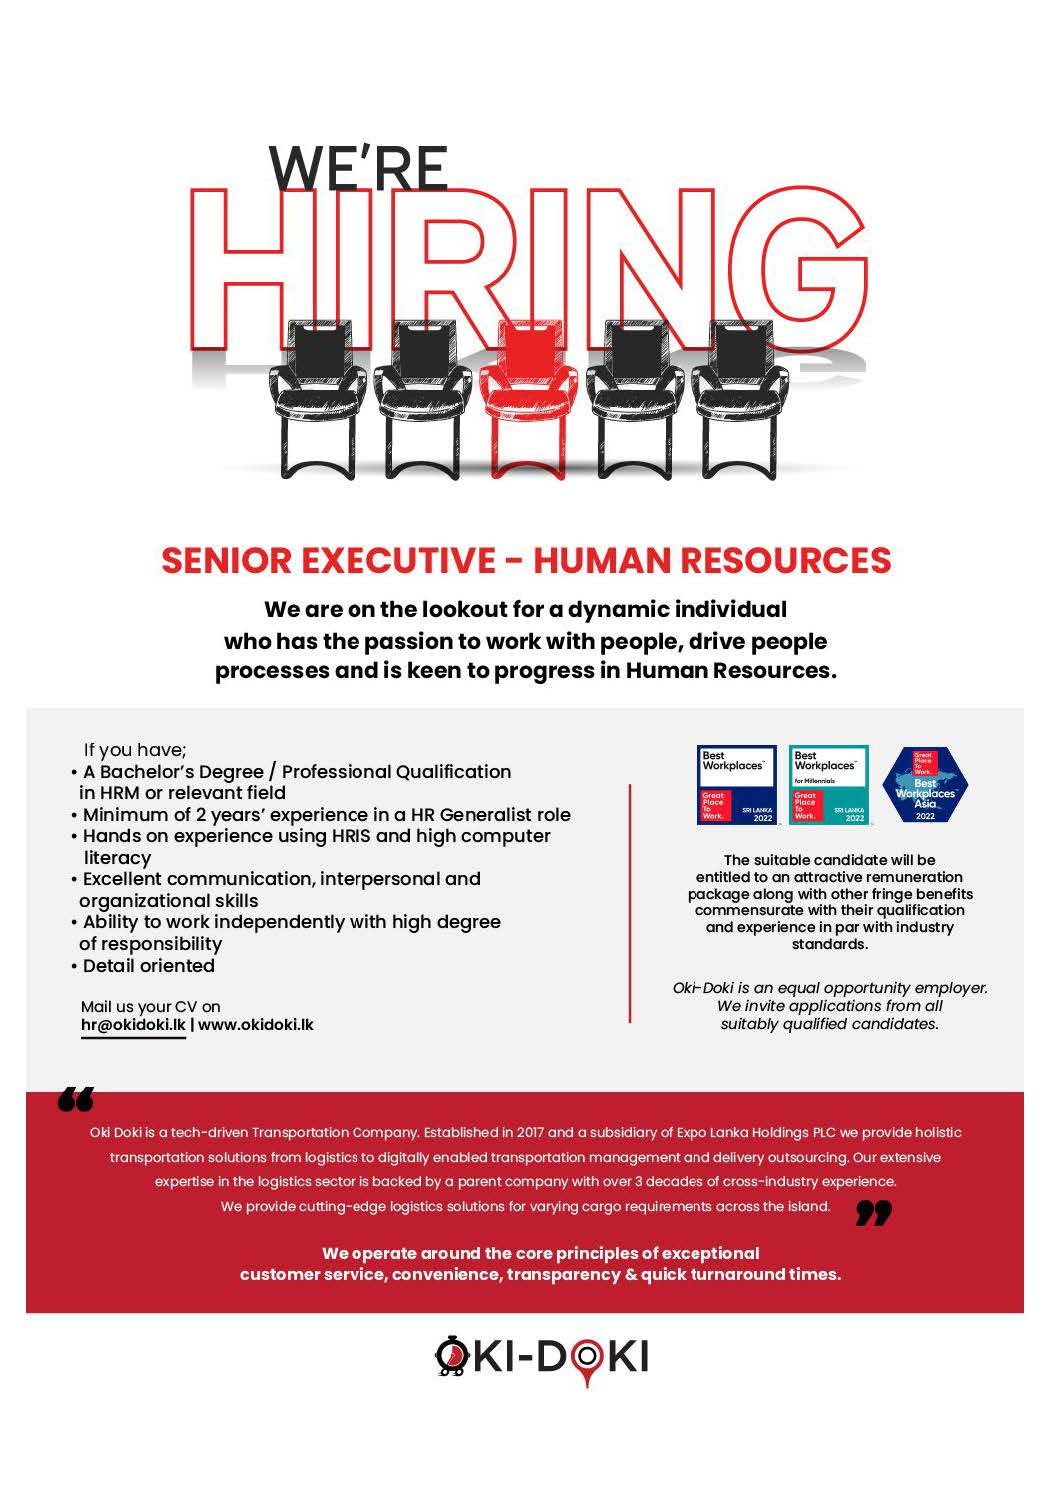 WE'RE
HIRING
SENIOR EXECUTIVE - HUMAN RESOURCES
We are on the lookout for a dynamic individual
who has the passion to work with people, drive people
processes and is keen to progress in Human Resources.
If you have;
• A Bachelor's Degree / Professional Qualification
in HRM or relevant field
• Minimum of 2 years' experience in a HR Generalist role
• Hands on experience using HRIS and high computer
literacy
• Excellent communication, interpersonal and
organizational skills
• Ability to work independently with high degree
of responsibility
• Detail oriented
Mail us your CV on
hr@okidoki.lk | www.okidoki.lk
Best
Workplaces™
Great
Place
To
Work.
SRI LANKA
2022
Best
Workplaces™
for Millennials
Great
Place
To
Work.
SRI LANKA
2022
Great
Place
To
Work.
Best
Workplaces™
Asia
2022
The suitable candidate will be
entitled to an attractive remuneration
package along with other fringe benefits
commensurate with their qualification
and experience in par with industry
standards.
Oki-Doki is an equal opportunity employer.
We invite applications from all
suitably qualified candidates.
“
Oki Doki is a tech-driven Transportation Company. Established in 2017 and a subsidiary of Expo Lanka Holdings PLC we provide holistic
transportation solutions from logistics to digitally enabled transportation management and delivery outsourcing. Our extensive
expertise in the logistics sector is backed by a parent company with over 3 decades of cross-industry experience.
We provide cutting-edge logistics solutions for varying cargo requirements across the island. ”
We operate around the core principles of exceptional
customer service, convenience, transparency & quick turnaround times.
OKI-DOKI